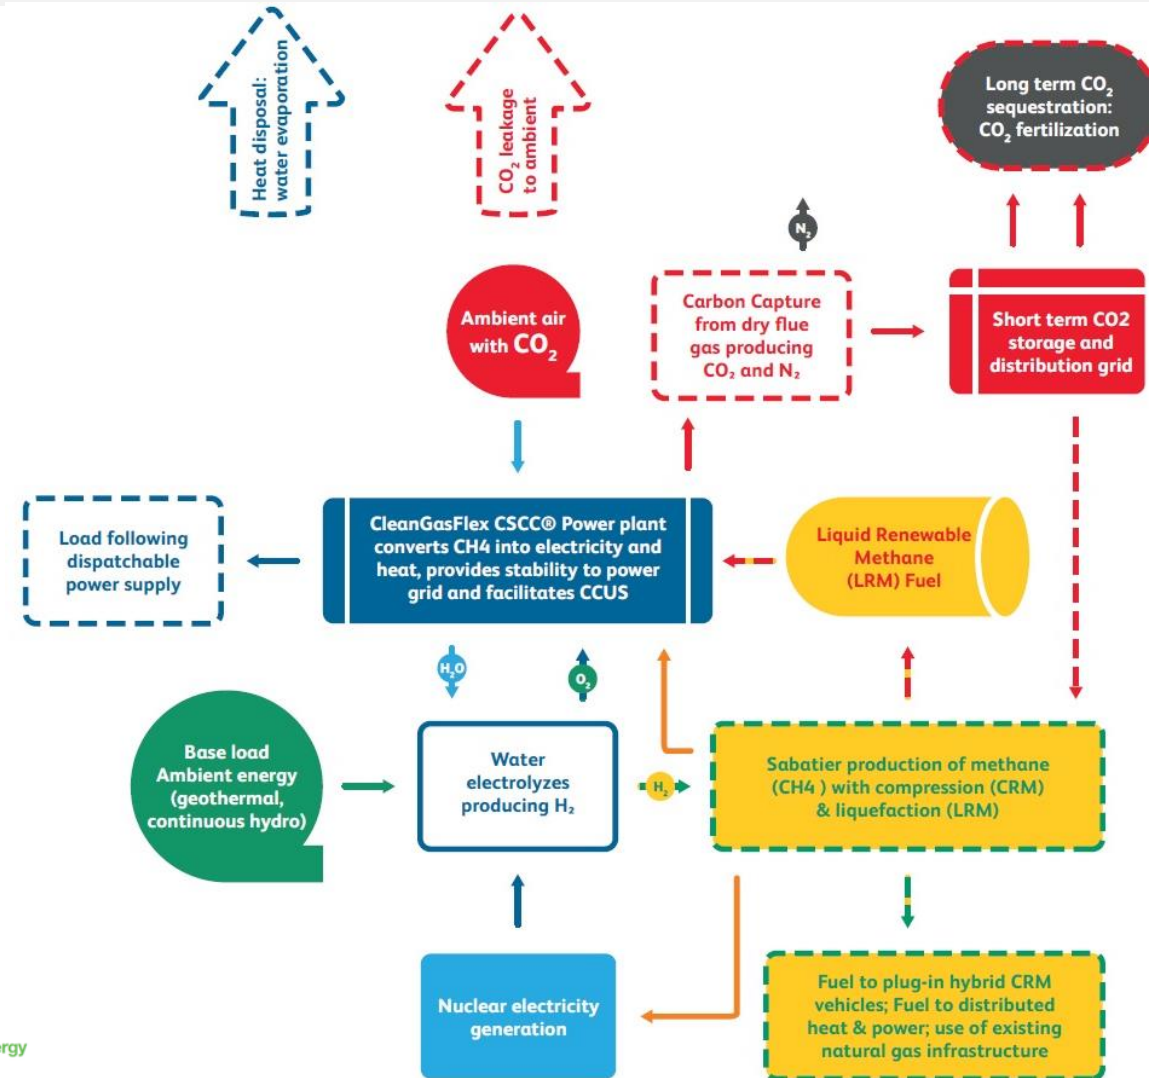 Heat disposal:
water evaporation
CO₂ leakage
to ambient
Long term CO₂
sequestration:
CO₂ fertilization
N₂
Ambient air
with CO₂
Carbon Capture
from dry flue
gas producing
CO₂ and N₂
Short term CO2
storage and
distribution grid
Load following
dispatchable
power supply
CleanGasFlex CSCC® Power plant
converts CH4 into electricity and
heat, provides stability to power
grid and facilitates CCUS
Liquid Renewable
Methane
(LRM) Fuel
H₂O
O₂
Base load
Ambient energy
(geothermal,
continuous hydro)
Water
electrolyzes
producing H₂
H₂
Sabatier production of methane
(CH4 ) with compression (CRM)
& liquefaction (LRM)
Nuclear electricity
generation
Fuel to plug-in hybrid CRM
vehicles; Fuel to distributed
heat & power; use of existing
natural gas infrastructure